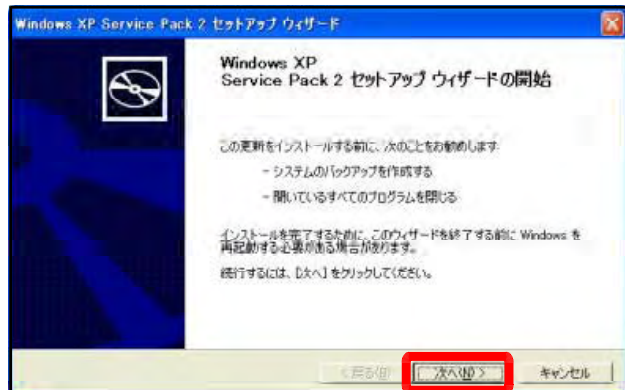 Windows XP Service Pack 2 セットアップ ウィザード
Windows XP
Service Pack 2 セットアップ ウィザードの開始
この更新をインストールする前に、次のことをお勧めします
- システムのバックアップを作成する
- 開いているすべてのプログラムを閉じる
インストールを完了するために、このウィザードを終了する前に Windows を
再起動する必要がある場合があります。
続行するには、[次へ] をクリックしてください。
< 戻る(B)
次へ(N) >
キャンセル